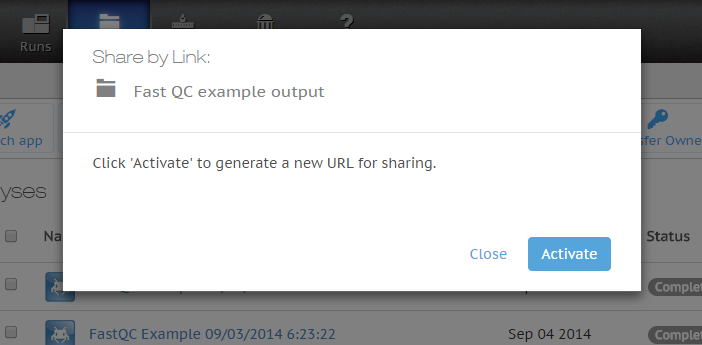 Runs
Share by Link:
Fast QC example output
ch app
sfer Owne
Click 'Activate' to generate a new URL for sharing.
yses
Na
Status
Close
Activate
Complet
FastQC Example 09/03/2014 6:23:22
Sep 04 2014
Complet